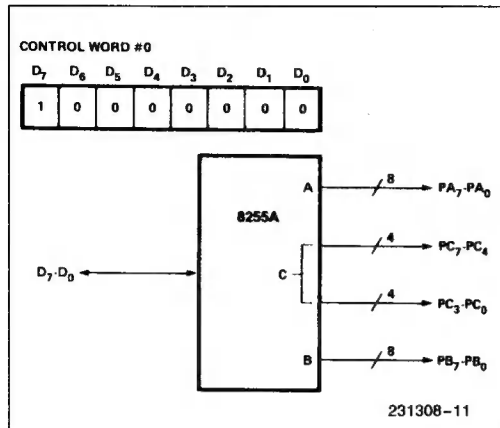 CONTROL WORD #0
D7 D6 D5 D4 D3 D2 D1 D0
1 0 0 0 0 0 0 0
A 8 PA7-PA0
8255A
4 PC7-PC4
D7-D0 C
4 PC3-PC0
B 8 PB7-PB0
231308-11